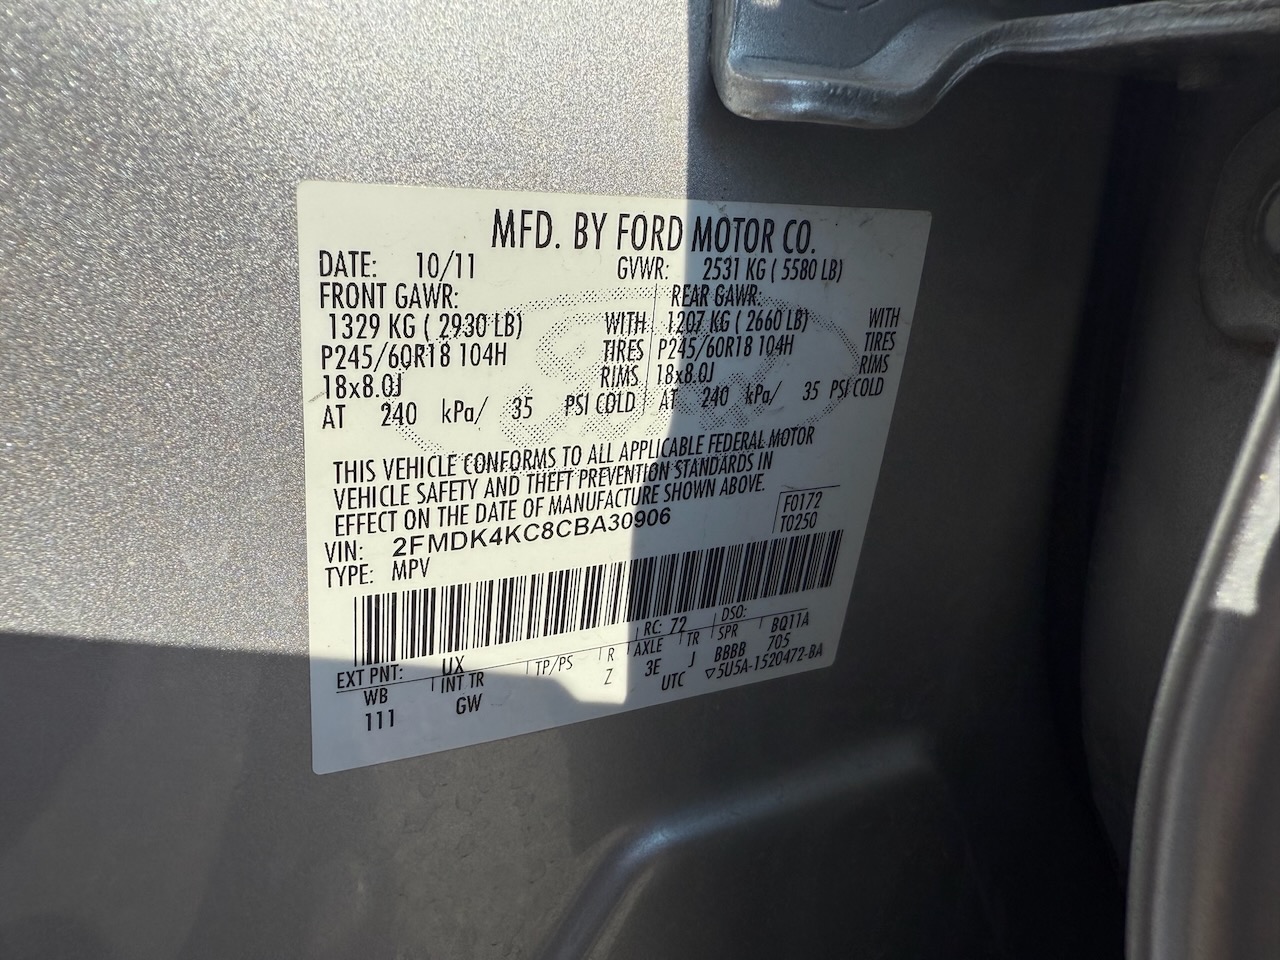 MFD. BY FORD MOTOR CO.
DATE: 10/11 GVWR: 2531 KG ( 5580 LB)
FRONT GAWR: REAR GAWR:
1329 KG ( 2930 LB) WITH 1207 KG ( 2660 LB) WITH
P245/60R18 104H TIRES P245/60R18 104H TIRES
18x8.0J RIMS 18x8.0J RIMS
AT 240 kPa/ 35 PSI COLD AT 240 kPa/ 35 PSI COLD
THIS VEHICLE CONFORMS TO ALL APPLICABLE FEDERAL MOTOR
VEHICLE SAFETY AND THEFT PREVENTION STANDARDS IN
EFFECT ON THE DATE OF MANUFACTURE SHOWN ABOVE.
F0172
VIN: 2FMDK4KC8CBA30906 T0250
TYPE: MPV
EXT PNT: UX RC: 72 DSO:
WB INT TR TP/PS R AXLE TR SPR BQ11A
111 GW Z 3E J BBBB 705
UTC ▽5U5A-1520472-BA